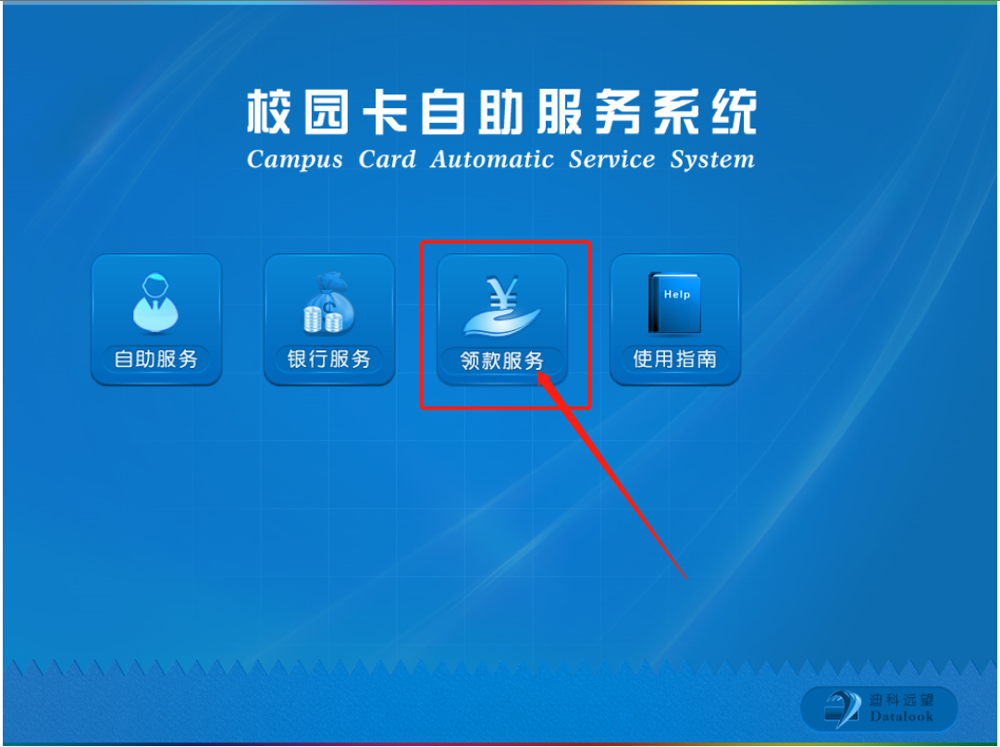 校园卡自助服务系统
Campus Card Automatic Service System
Help
自助服务
银行服务
领款服务
使用指南
迪科远望
Datalook